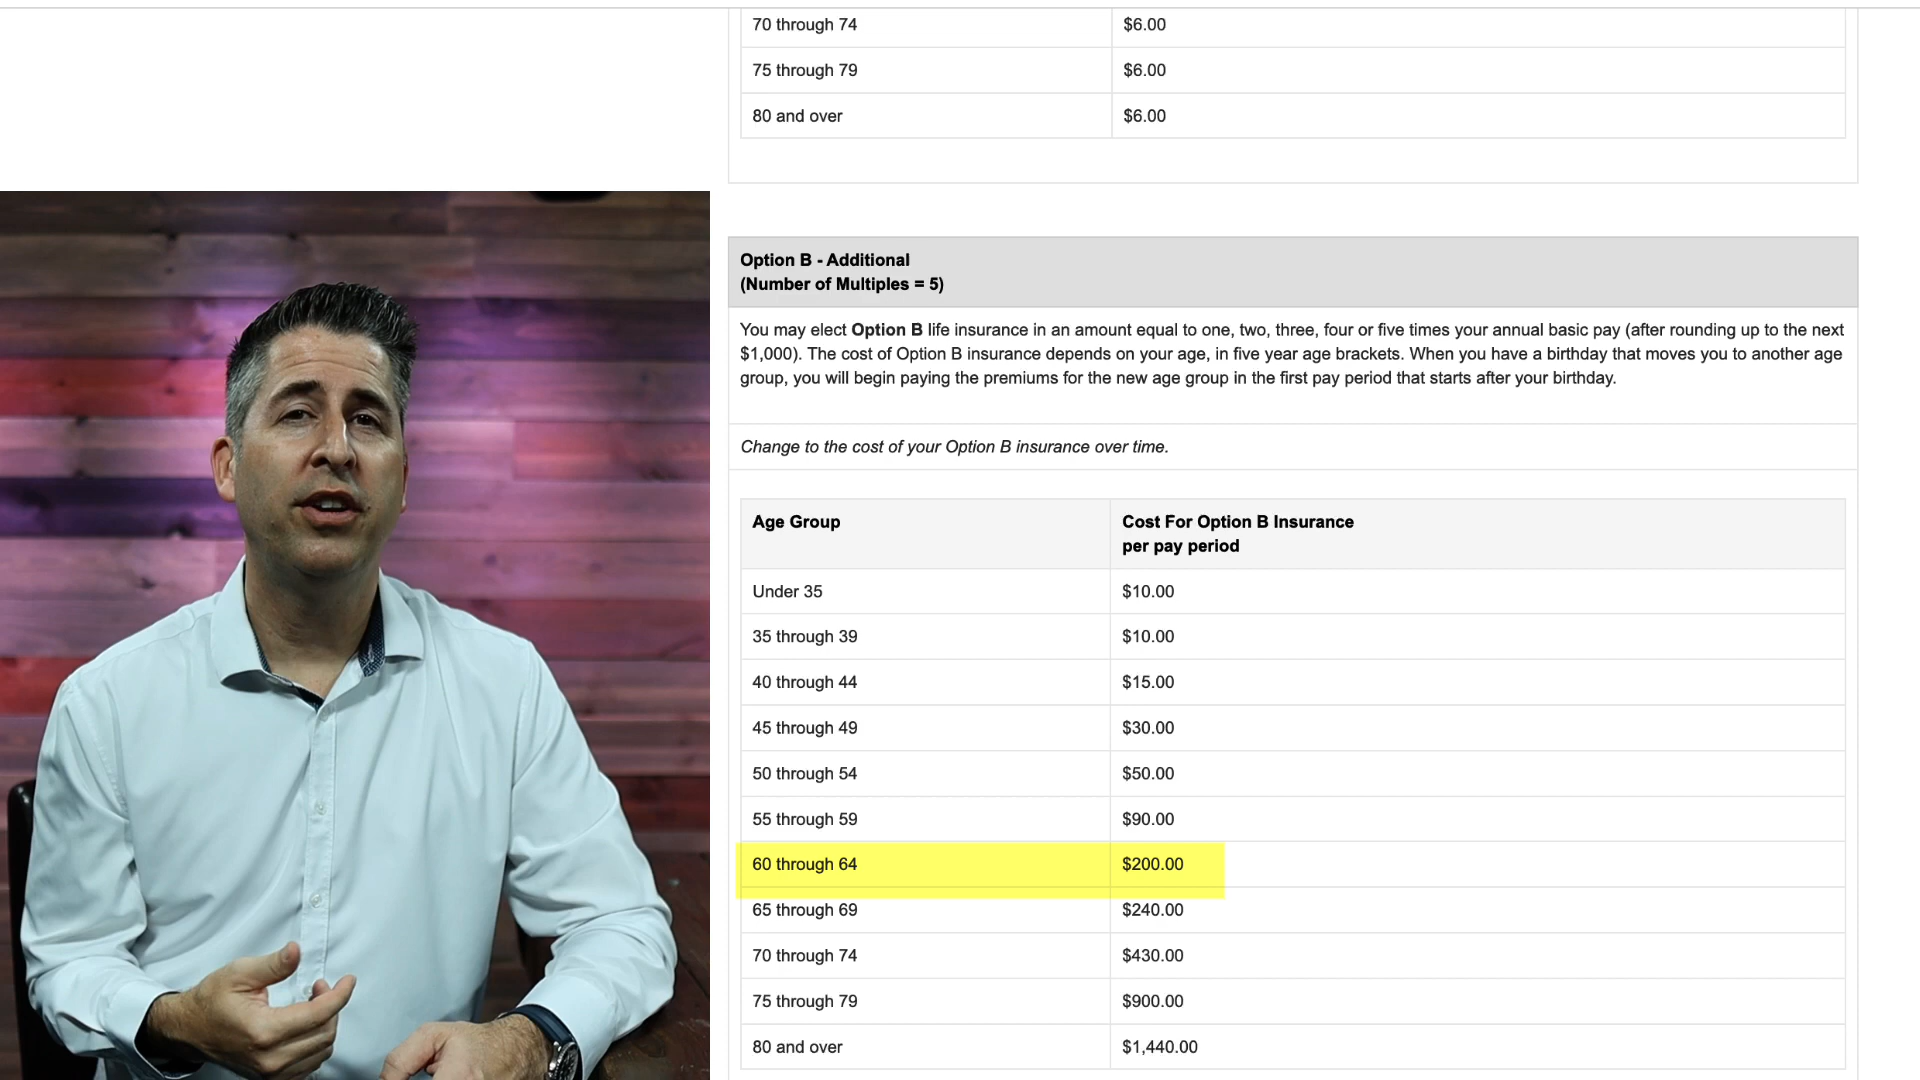 70 through 74 $6.00
75 through 79 $6.00
80 and over $6.00
Option B - Additional
(Number of Multiples = 5)
You may elect Option B life insurance in an amount equal to one, two, three, four or five times your annual basic pay (after rounding up to the next
$1,000). The cost of Option B insurance depends on your age, in five year age brackets. When you have a birthday that moves you to another age
group, you will begin paying the premiums for the new age group in the first pay period that starts after your birthday.
Change to the cost of your Option B insurance over time.
Age Group Cost For Option B Insurance
per pay period
Under 35 $10.00
35 through 39 $10.00
40 through 44 $15.00
45 through 49 $30.00
50 through 54 $50.00
55 through 59 $90.00
60 through 64 $200.00
65 through 69 $240.00
70 through 74 $430.00
75 through 79 $900.00
80 and over $1,440.00